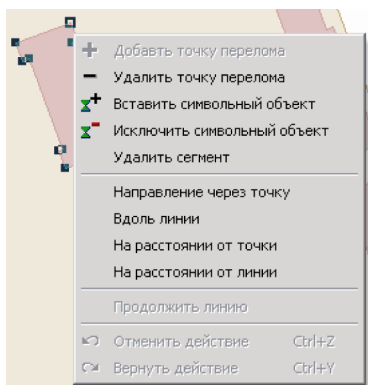 Добавть точку перелома
Удалить точку перелома
Вставить символьный объект
Исключить символьный объект
Удалить сегмент
Направление через точку
Вдоль линии
На расстоянии от точки
На расстоянии от линии
Продолжить линию
Отменить действие Ctrl+Z
Вернуть действие Ctrl+Y